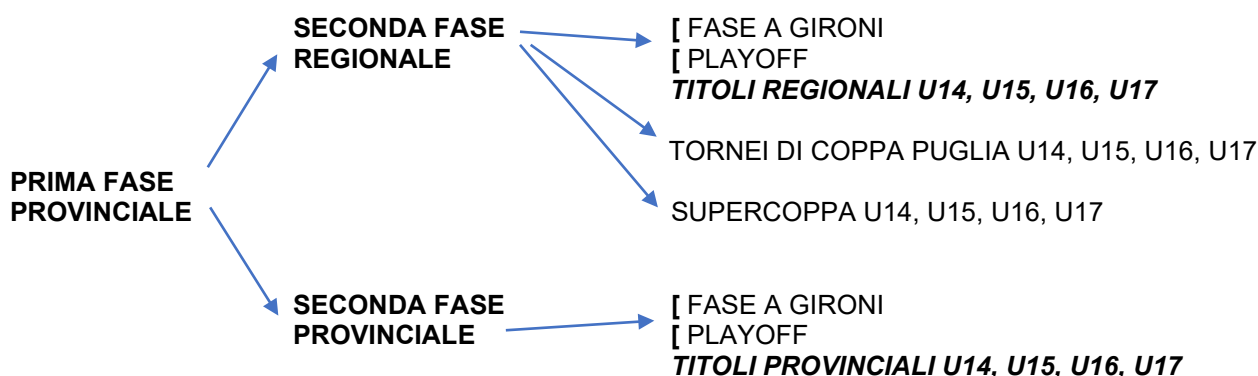 SECONDA FASE
REGIONALE
[ FASE A GIRONI
[ PLAYOFF
TITOLI REGIONALI U14, U15, U16, U17
TORNEI DI COPPA PUGLIA U14, U15, U16, U17
PRIMA FASE
PROVINCIALE
SUPERCOPPA U14, U15, U16, U17
SECONDA FASE
PROVINCIALE
[ FASE A GIRONI
[ PLAYOFF
TITOLI PROVINCIALI U14, U15, U16, U17